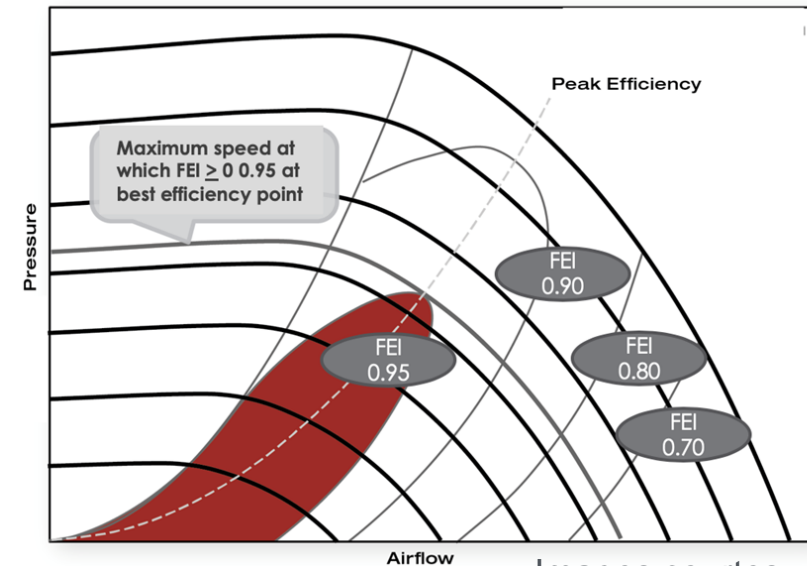 Peak Efficiency
Maximum speed at
which FEI ≥ 0 0.95 at
best efficiency point
Pressure
FEI
0.90
FEI
0.95
FEI
0.80
FEI
0.70
Airflow